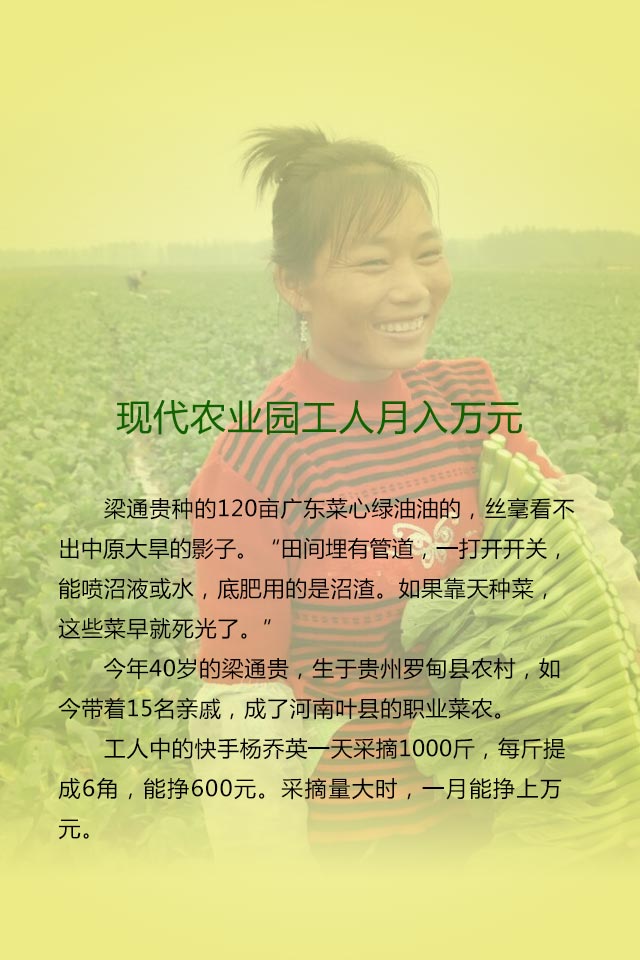 现代农业园工人月入万元
梁通贵种的120亩广东菜心绿油油的，丝毫看不
出中原大旱的影子。“田间埋有管道，一打开开关，
能喷沼液或水，底肥用的是沼渣。如果靠天种菜，
这些菜早就死光了。”
今年40岁的梁通贵，生于贵州罗甸县农村，如
今带着15名亲戚，成了河南叶县的职业菜农。
工人中的快手杨乔英一天采摘1000斤，每斤提
成6角，能挣600元。采摘量大时，一月能挣上万
元。